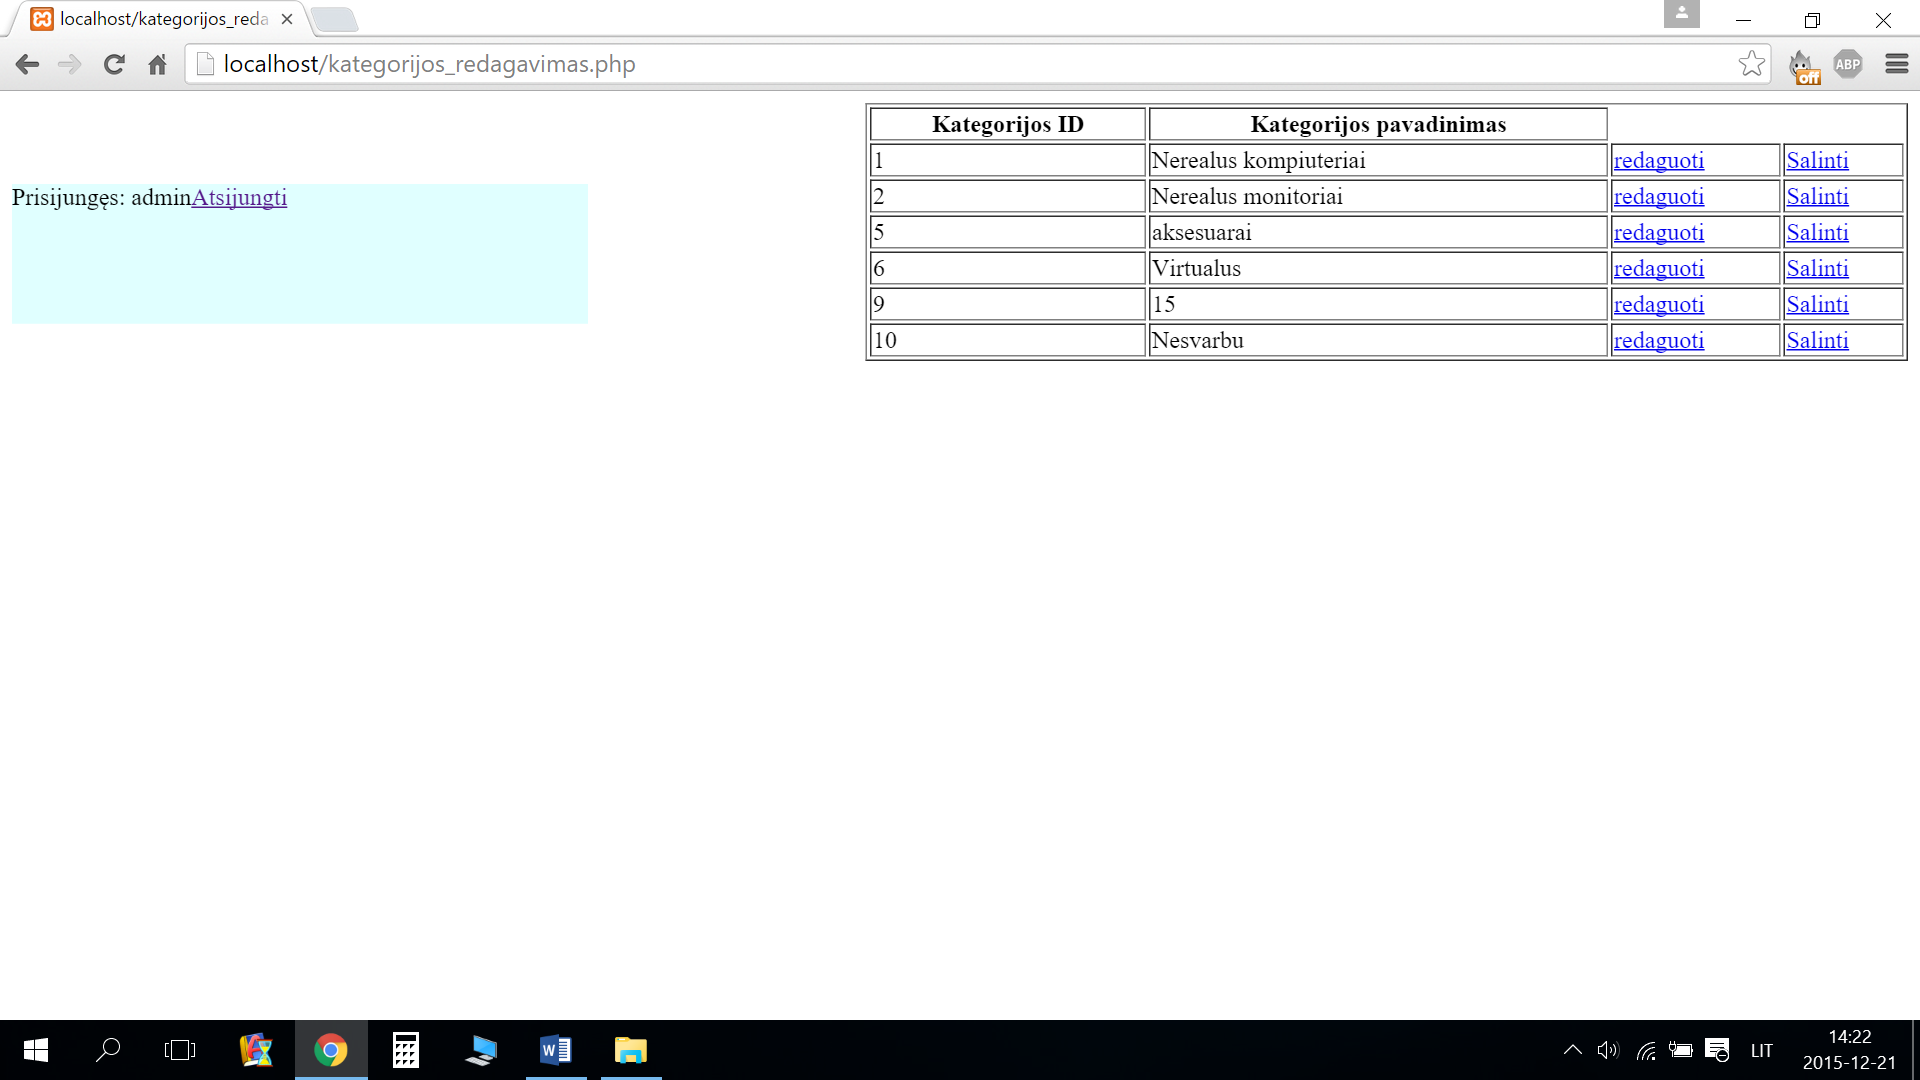 localhost/kategorijos_reda
localhost/kategorijos_redagavimas.php
off
ABP
Prisijungęs: adminAtsijungti
Kategorijos ID Kategorijos pavadinimas
1 Nerealus kompiuteriai redaguoti Salinti
2 Nerealus monitoriai redaguoti Salinti
5 aksesuarai redaguoti Salinti
6 Virtualus redaguoti Salinti
9 15 redaguoti Salinti
10 Nesvarbu redaguoti Salinti
LIT
14:22
2015-12-21